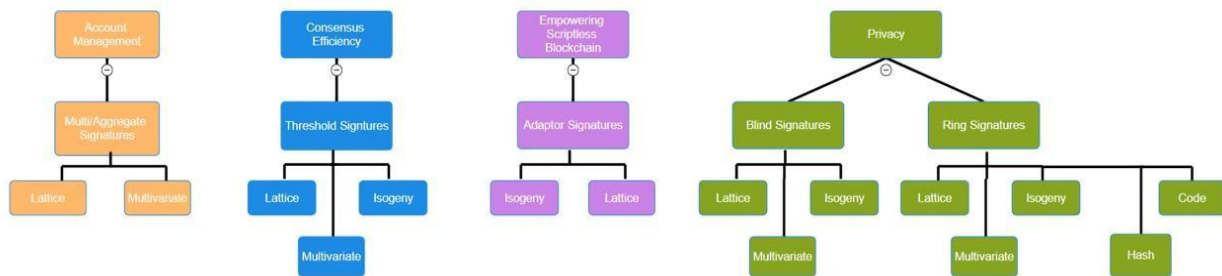 Account
Management
Consensus
Efficiency
Empowering
Scriptless
Blockchain
Privacy
Multi/Aggregate
Signatures
Threshold Signtures
Adaptor Signatures
Blind Signatures
Ring Signatures
Lattice
Multivariate
Lattice
Isogeny
Isogeny
Lattice
Lattice
Isogeny
Lattice
Isogeny
Code
Multivariate
Multivariate
Multivariate
Hash